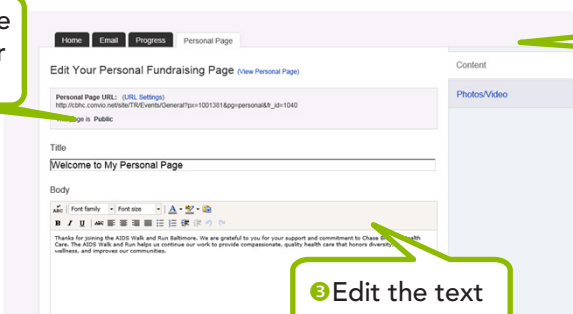 e
r
Home Email Progress Personal Page
Edit Your Personal Fundraising Page (View Personal Page)
Content
Personal Page URL: (URL Settings)
http://cbhc.convio.net/site/TR/Events/General?px=1001381&pg=personal&fr_id=1040
page is Public
Photos/Video
Title
Welcome to My Personal Page
Body
ABC Font family Font size A
B I U ABC
Thanks for joining the AIDS Walk and Run Baltimore. We are grateful to you for your support and commitment to Chase B Health
Care. The AIDS Walk and Run helps us continue our work to provide compassionate, quality health care that honors diversity,
wellness, and improves our communities.
❸Edit the text